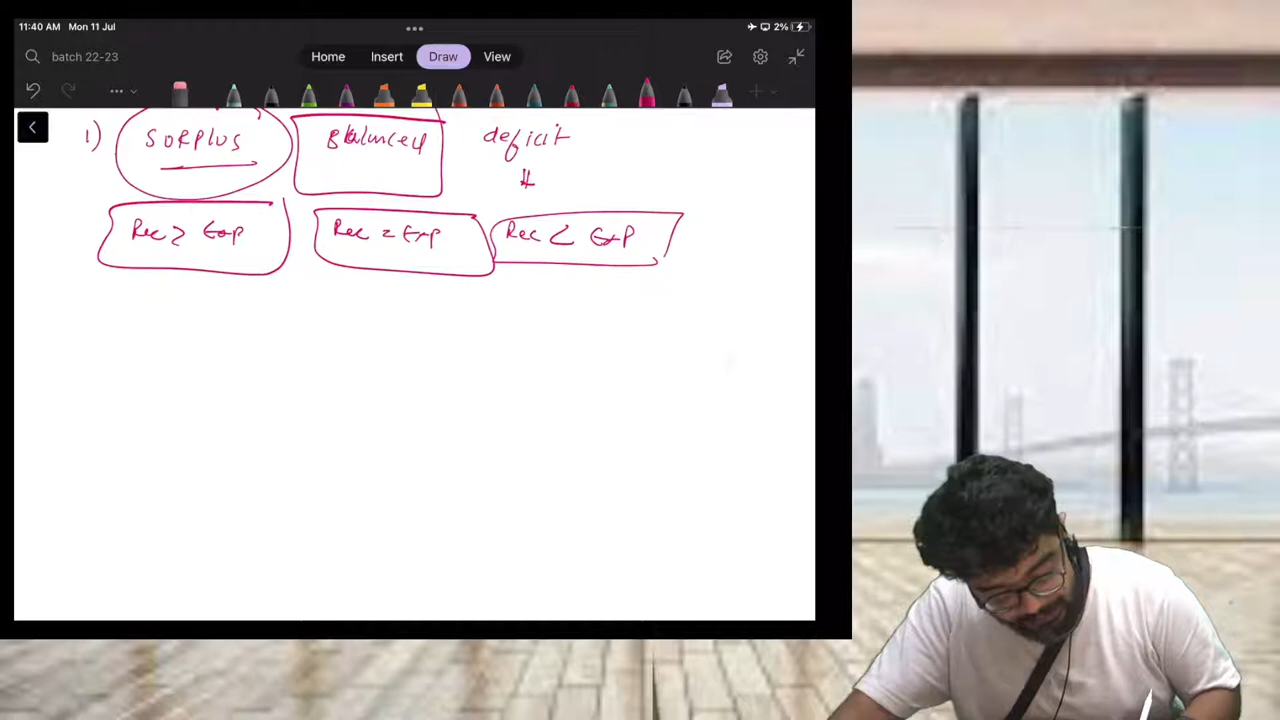 11:40 AM Mon 11 Jul
2%
batch 22-23
Home Insert Draw View
1) SURPLUS Balanced deficit
Rec > Exp Rec = Exp Rec < Exp